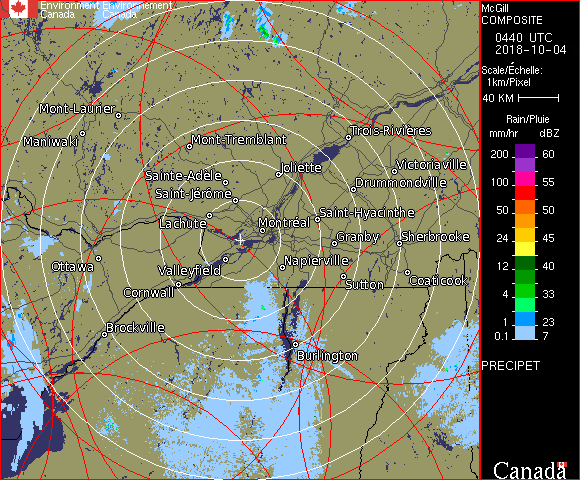 Environment Environnement
Canada Canada
McGill
COMPOSITE
0440 UTC
2018-10-04
Scale/Échelle:
1km/Pixel
40 KM
Rain/Pluie
mm/hr dBZ
200 60
150 57
100 55
50 50
24 45
12 40
4 33
1 23
0.1 7
PRECIPET
Canada
Mont-Laurier
Maniwaki
Mont-Tremblant
Trois-Rivières
Joliette
Victoriaville
Sainte-Adèle
Drummondville
Saint-Jérôme
Saint-Hyacinthe
Lachute
Montréal
Granby
Sherbrooke
Ottawa
Valleyfield
Napierville
Cornwall
Sutton
Coaticook
Brockville
Burlington